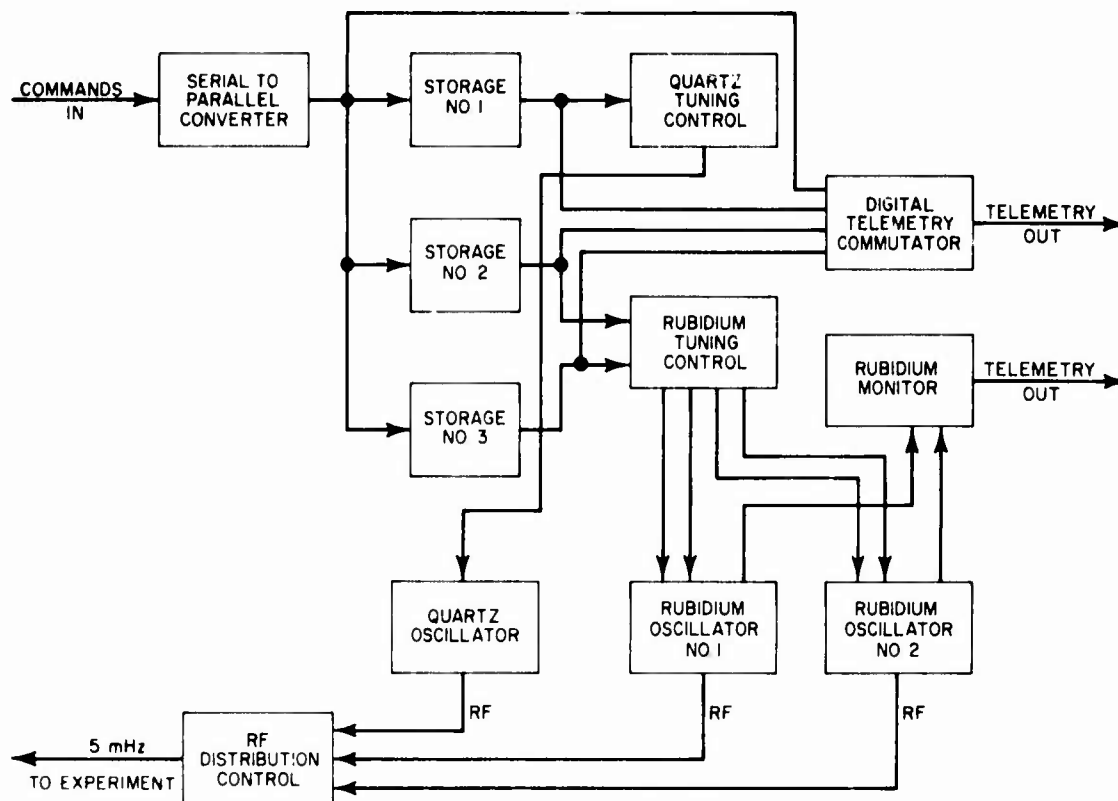 COMMANDS
IN
SERIAL TO
PARALLEL
CONVERTER
STORAGE
NO 1
QUARTZ
TUNING
CONTROL
DIGITAL
TELEMETRY
COMMUTATOR
TELEMETRY
OUT
STORAGE
NO 2
RUBIDIUM
TUNING
CONTROL
RUBIDIUM
MONITOR
TELEMETRY
OUT
STORAGE
NO 3
QUARTZ
OSCILLATOR
RUBIDIUM
OSCILLATOR
NO 1
RUBIDIUM
OSCILLATOR
NO 2
RF
RF
RF
5 mHz
TO EXPERIMENT
RF
DISTRIBUTION
CONTROL